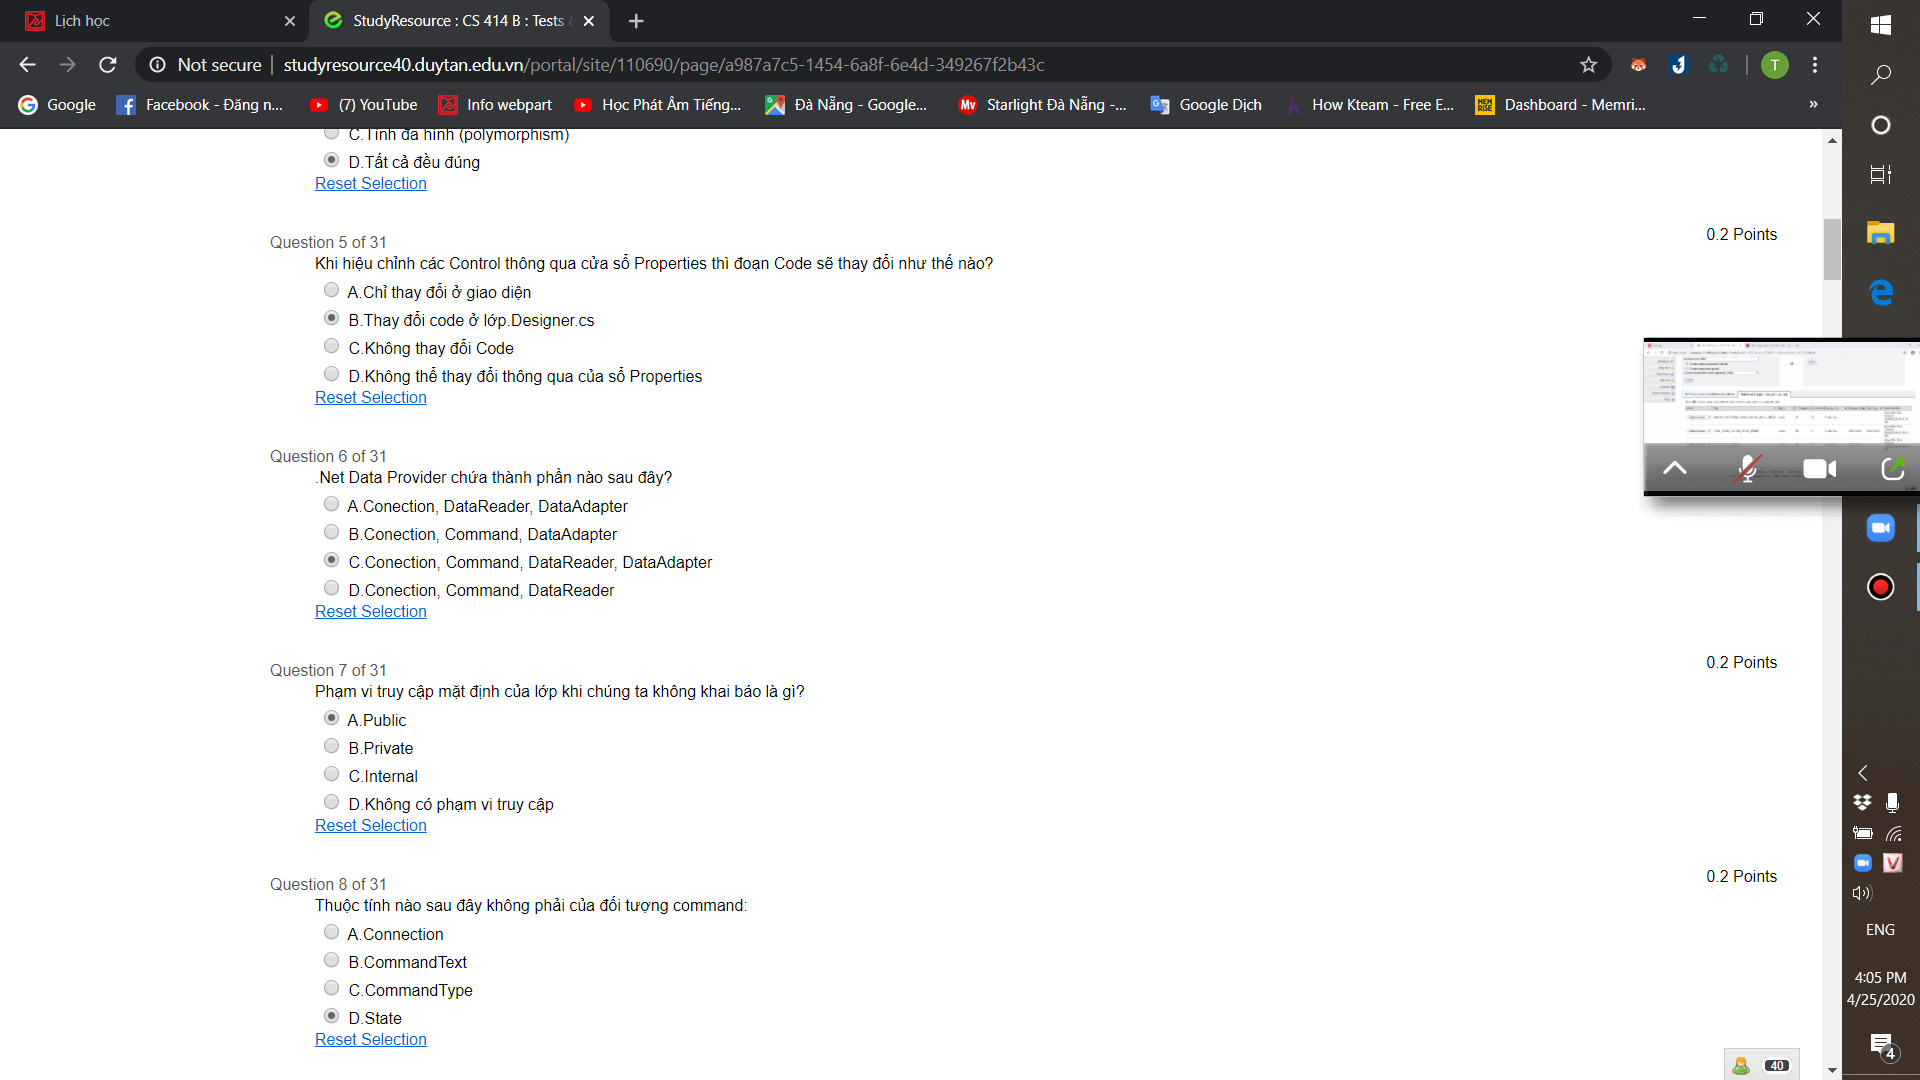 Lịch học
StudyResource : CS 414 B : Tests
Not secure
studyresource40.duytan.edu.vn/portal/site/110690/page/a987a7c5-1454-6a8f-6e4d-349267f2b43c
T
Google
Facebook - Đăng n...
(7) YouTube
Info webpart
Học Phát Âm Tiếng...
Đà Nẵng - Google...
Mv
Starlight Đà Nẵng -...
Google Dịch
How Kteam - Free E...
MEM RISE
Dashboard - Memri...
»
C.Tính đa hình (polymorphism)
D.Tất cả đều đúng
Reset Selection
Question 5 of 31
0.2 Points
Khi hiệu chỉnh các Control thông qua cửa sổ Properties thì đoạn Code sẽ thay đổi như thế nào?
A.Chỉ thay đổi ở giao diện
B.Thay đổi code ở lớp.Designer.cs
C.Không thay đổi Code
D.Không thể thay đổi thông qua của sổ Properties
Reset Selection
Question 6 of 31
.Net Data Provider chứa thành phần nào sau đây?
A.Conection, DataReader, DataAdapter
B.Conection, Command, DataAdapter
C.Conection, Command, DataReader, DataAdapter
D.Conection, Command, DataReader
Reset Selection
Question 7 of 31
0.2 Points
Phạm vi truy cập mặt định của lớp khi chúng ta không khai báo là gì?
A.Public
B.Private
C.Internal
D.Không có phạm vi truy cập
Reset Selection
Question 8 of 31
0.2 Points
Thuộc tính nào sau đây không phải của đối tượng command:
A.Connection
B.CommandText
C.CommandType
D.State
Reset Selection
40
V
ENG
4:05 PM
4/25/2020
4